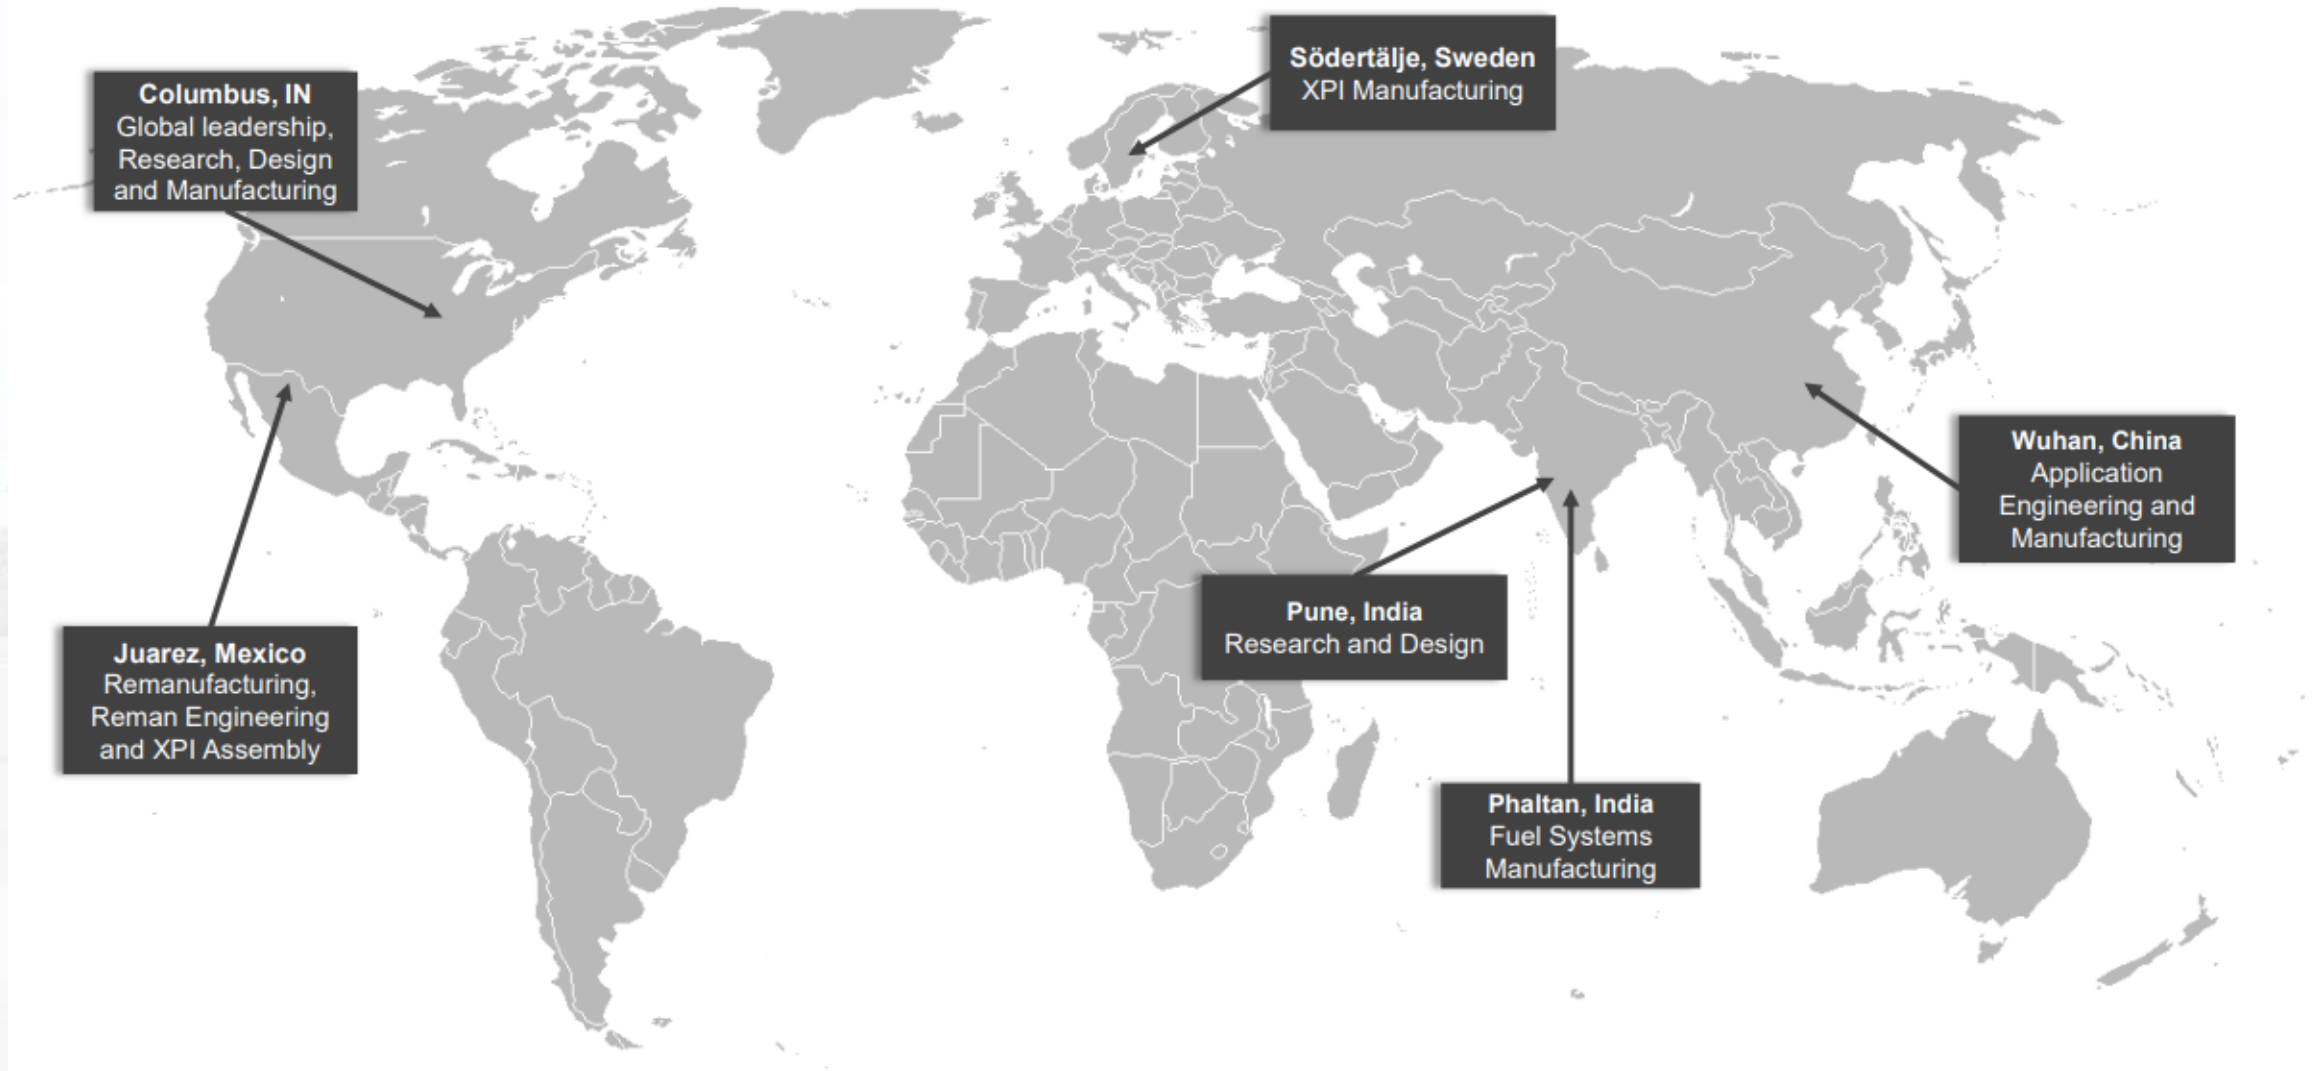 Columbus, IN
Global leadership,
Research, Design
and Manufacturing
Södertälje, Sweden
XPI Manufacturing
Wuhan, China
Application
Engineering and
Manufacturing
Juarez, Mexico
Remanufacturing,
Reman Engineering
and XPI Assembly
Pune, India
Research and Design
Phaltan, India
Fuel Systems
Manufacturing